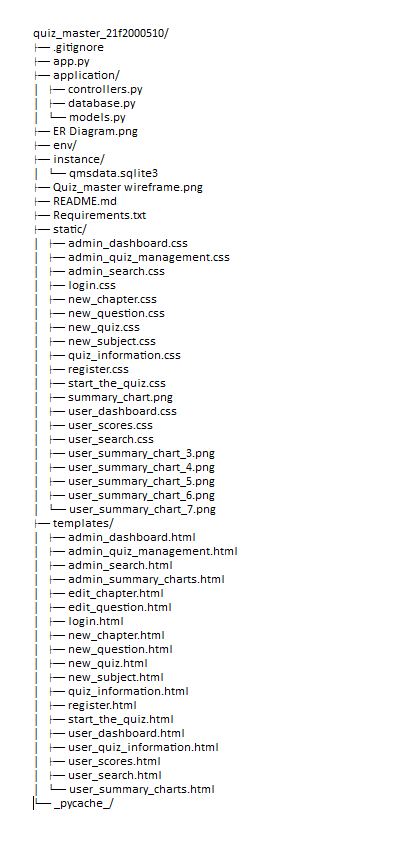 quiz_master_21f2000510/
├── .gitignore
├── app.py
├── application/
│   ├── controllers.py
│   ├── database.py
│   └── models.py
├── ER Diagram.png
├── env/
├── instance/
│   └── qmsdata.sqlite3
├── Quiz_master wireframe.png
├── README.md
├── Requirements.txt
├── static/
│   ├── admin_dashboard.css
│   ├── admin_quiz_management.css
│   ├── admin_search.css
│   ├── login.css
│   ├── new_chapter.css
│   ├── new_question.css
│   ├── new_quiz.css
│   ├── new_subject.css
│   ├── quiz_information.css
│   ├── register.css
│   ├── start_the_quiz.css
│   ├── summary_chart.png
│   ├── user_dashboard.css
│   ├── user_scores.css
│   ├── user_search.css
│   ├── user_summary_chart_3.png
│   ├── user_summary_chart_4.png
│   ├── user_summary_chart_5.png
│   ├── user_summary_chart_6.png
│   └── user_summary_chart_7.png
├── templates/
│   ├── admin_dashboard.html
│   ├── admin_quiz_management.html
│   ├── admin_search.html
│   ├── admin_summary_charts.html
│   ├── edit_chapter.html
│   ├── edit_question.html
│   ├── login.html
│   ├── new_chapter.html
│   ├── new_question.html
│   ├── new_quiz.html
│   ├── new_subject.html
│   ├── quiz_information.html
│   ├── register.html
│   ├── start_the_quiz.html
│   ├── user_dashboard.html
│   ├── user_quiz_information.html
│   ├── user_scores.html
│   ├── user_search.html
│   └── user_summary_charts.html
└── _pycache_/